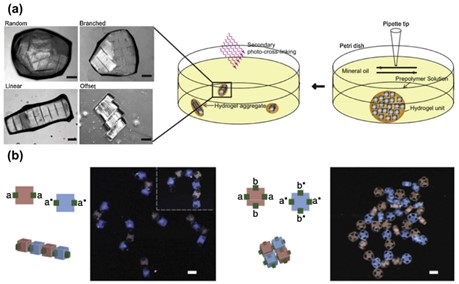 (a)
Random
Branched
Linear
Offset
Secondary
photo-cross-linking
Hydrogel aggregate
Pipette tip
Petri dish
Mineral oil
Prepolymer Solution
Hydrogel unit
(b)
a a a* a*
b b*
a a a* a*
b b*